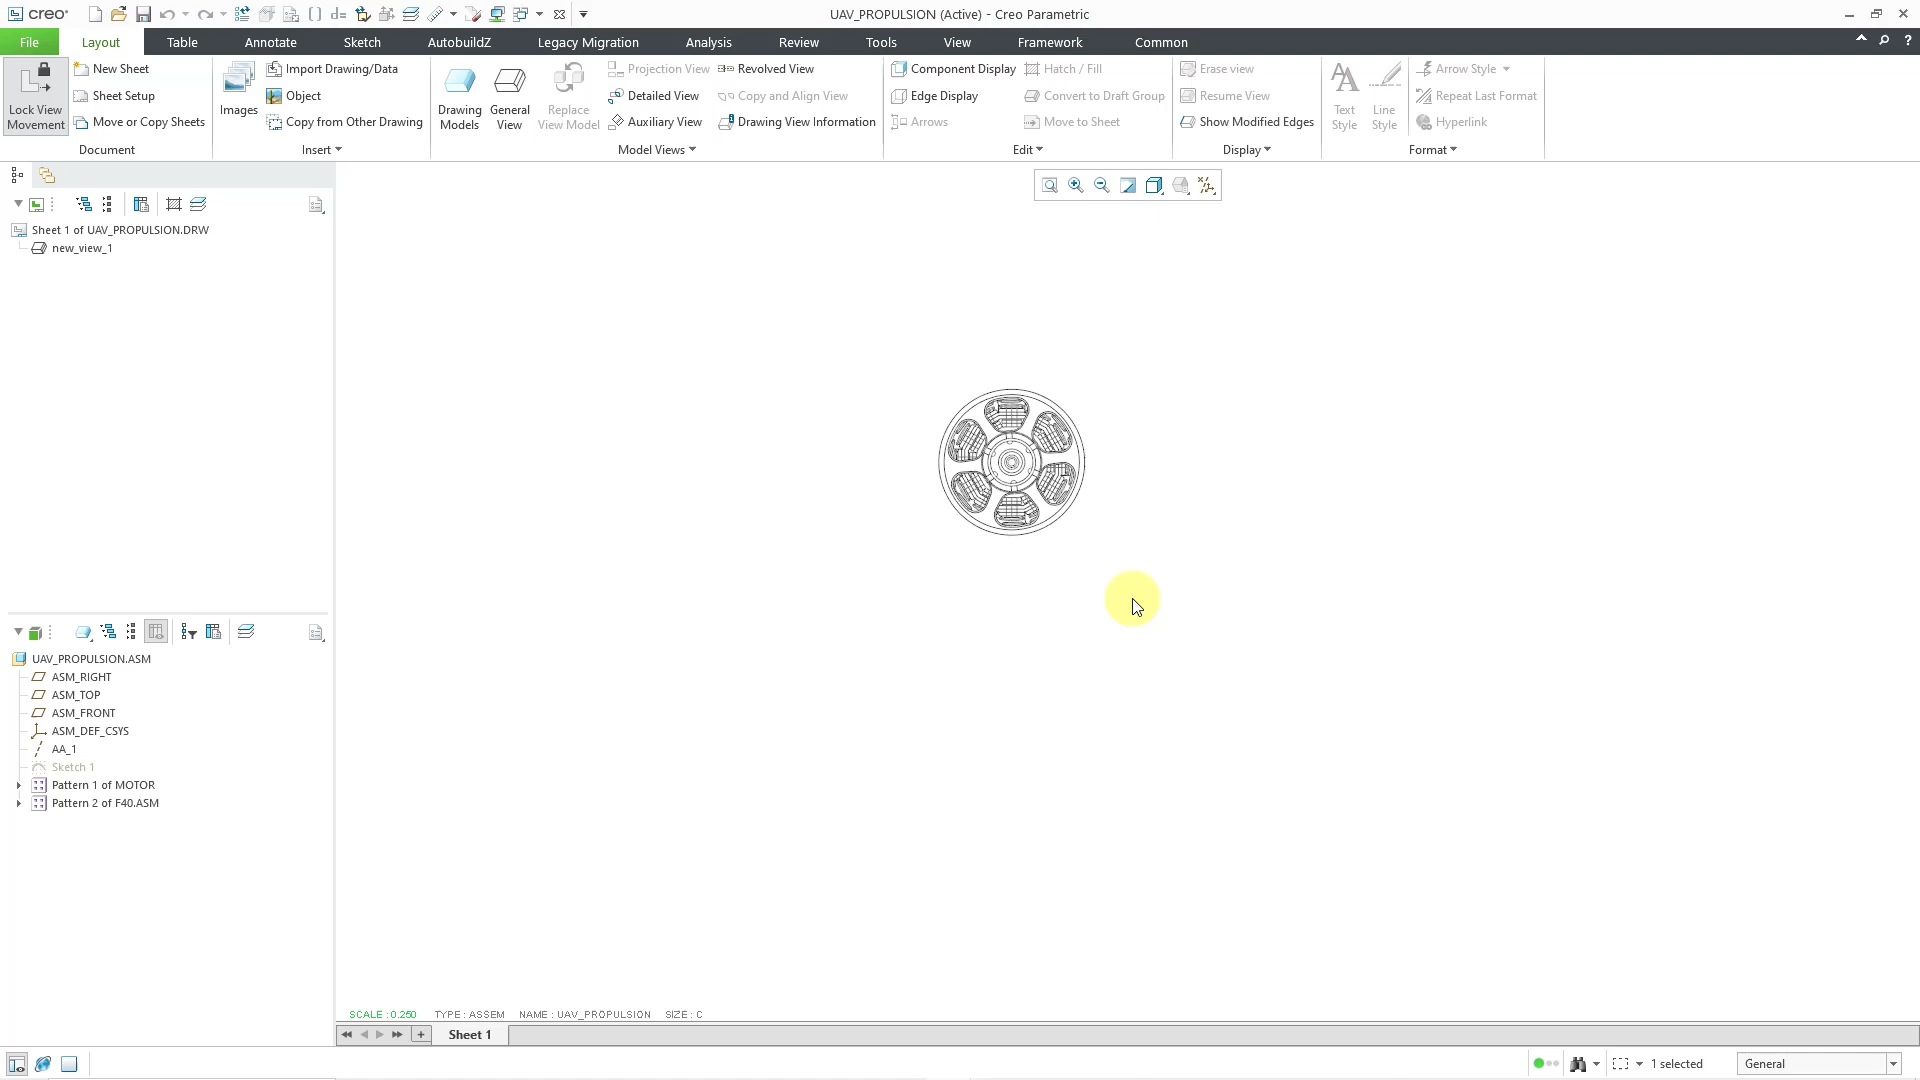 creo
UAV_PROPULSION (Active) - Creo Parametric
File Layout Table Annotate Sketch AutobuildZ Legacy Migration Analysis Review Tools View Framework Common
Lock View Movement
New Sheet
Sheet Setup
Move or Copy Sheets
Document
Images
Import Drawing/Data
Object
Copy from Other Drawing
Insert
Drawing Models
General View
Replace View Model
Projection View
Detailed View
Auxiliary View
Revolved View
Copy and Align View
Drawing View Information
Model Views
Component Display
Edge Display
Arrows
Hatch / Fill
Convert to Draft Group
Move to Sheet
Edit
Erase view
Resume View
Show Modified Edges
Display
Text Style
Line Style
Arrow Style
Repeat Last Format
Hyperlink
Format
Sheet 1 of UAV_PROPULSION.DRW
new_view_1
UAV_PROPULSION.ASM
ASM_RIGHT
ASM_TOP
ASM_FRONT
ASM_DEF_CSYS
AA_1
Sketch 1
Pattern 1 of MOTOR
Pattern 2 of F40.ASM
SCALE : 0.250 TYPE : ASSEM NAME : UAV_PROPULSION SIZE : C
Sheet 1
1 selected
General